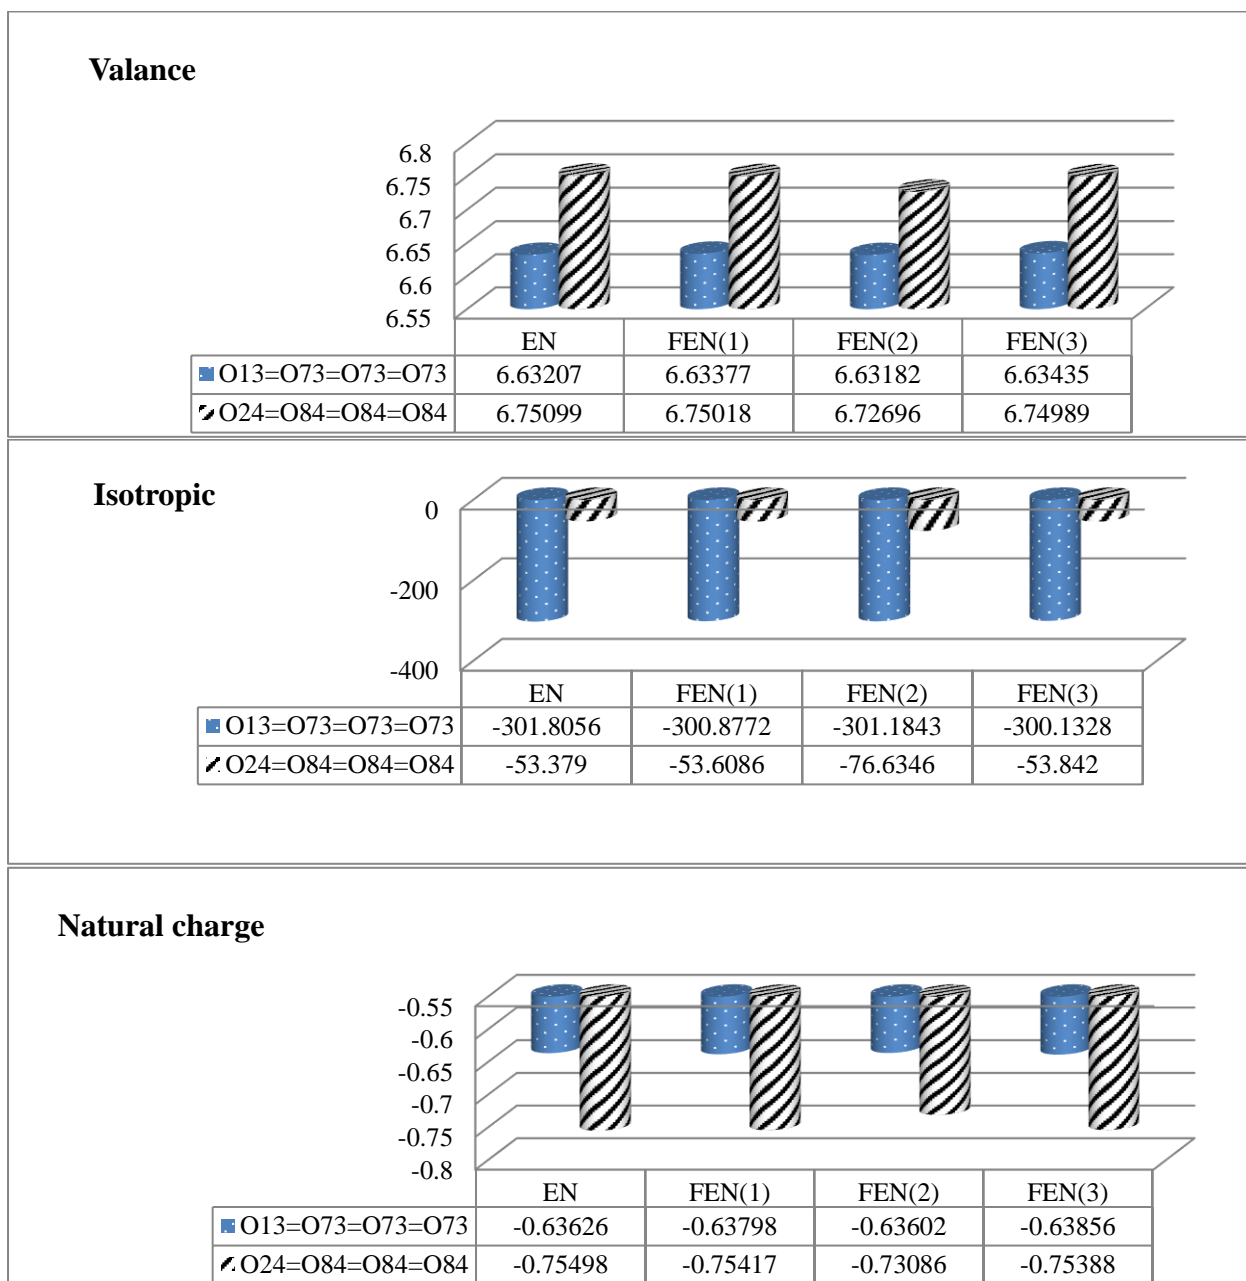 Valance
6.8
6.75
6.7
6.65
6.6
6.55
EN FEN(1) FEN(2) FEN(3)
O13=O73=O73=O73 6.63207 6.63377 6.63182 6.63435
O24=O84=O84=O84 6.75099 6.75018 6.72696 6.74989
Isotropic
0
-200
-400
EN FEN(1) FEN(2) FEN(3)
O13=O73=O73=O73 -301.8056 -300.8772 -301.1843 -300.1328
O24=O84=O84=O84 -53.379 -53.6086 -76.6346 -53.842
Natural charge
-0.55
-0.6
-0.65
-0.7
-0.75
-0.8
EN FEN(1) FEN(2) FEN(3)
O13=O73=O73=O73 -0.63626 -0.63798 -0.63602 -0.63856
O24=O84=O84=O84 -0.75498 -0.75417 -0.73086 -0.75388